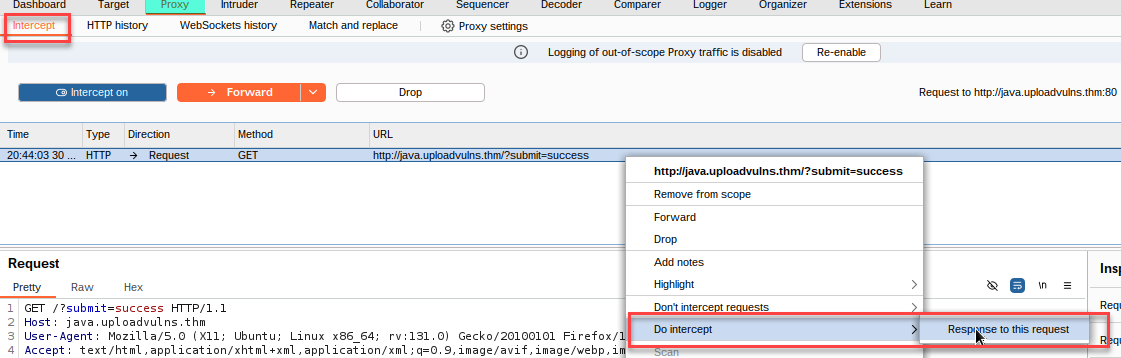 Dashboard Target Proxy Intruder Repeater Collaborator Sequencer Decoder Comparer Logger Organizer Extensions Learn
Intercept HTTP history WebSockets history Match and replace Proxy settings
Logging of out-of-scope Proxy traffic is disabled Re-enable
Intercept on Forward Drop Request to http://java.uploadvulns.thm:80
Time Type Direction Method URL
20:44:03 30 ... HTTP → Request GET http://java.uploadvulns.thm/?submit=success
http://java.uploadvulns.thm/?submit=success
Remove from scope
Forward
Drop
Add notes
Highlight
Don't intercept requests
Do intercept Response to this request
Scan
Request
Pretty Raw Hex \n
1 GET /?submit=success HTTP/1.1
2 Host: java.uploadvulns.thm
3 User-Agent: Mozilla/5.0 (X11; Ubuntu; Linux x86_64; rv:131.0) Gecko/20100101 Firefox/1
4 Accept: text/html,application/xhtml+xml,application/xml;q=0.9,image/avif,image/webp,im
Insp
Requ
Requ